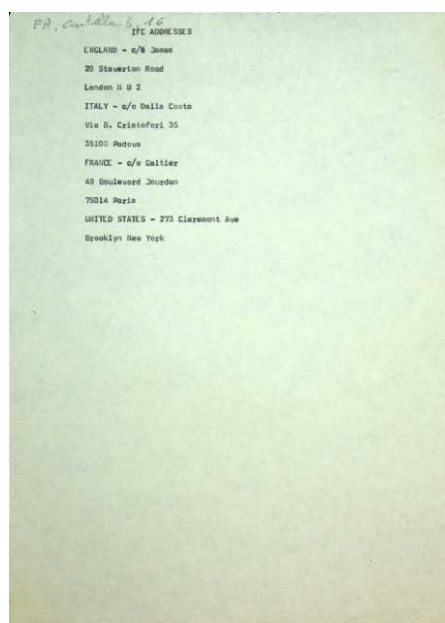 FA, cartella 6, 16
IFC ADDRESSES
ENGLAND - c/o James
20 Staverton Road
London N W 2
ITALY - c/o Dalla Costa
Via B. Cristofori 35
35100 Padova
FRANCE - c/o Galtier
48 Boulevard Jourdan
75014 Paris
UNITED STATES - 273 Clermont Ave
Brooklyn New York